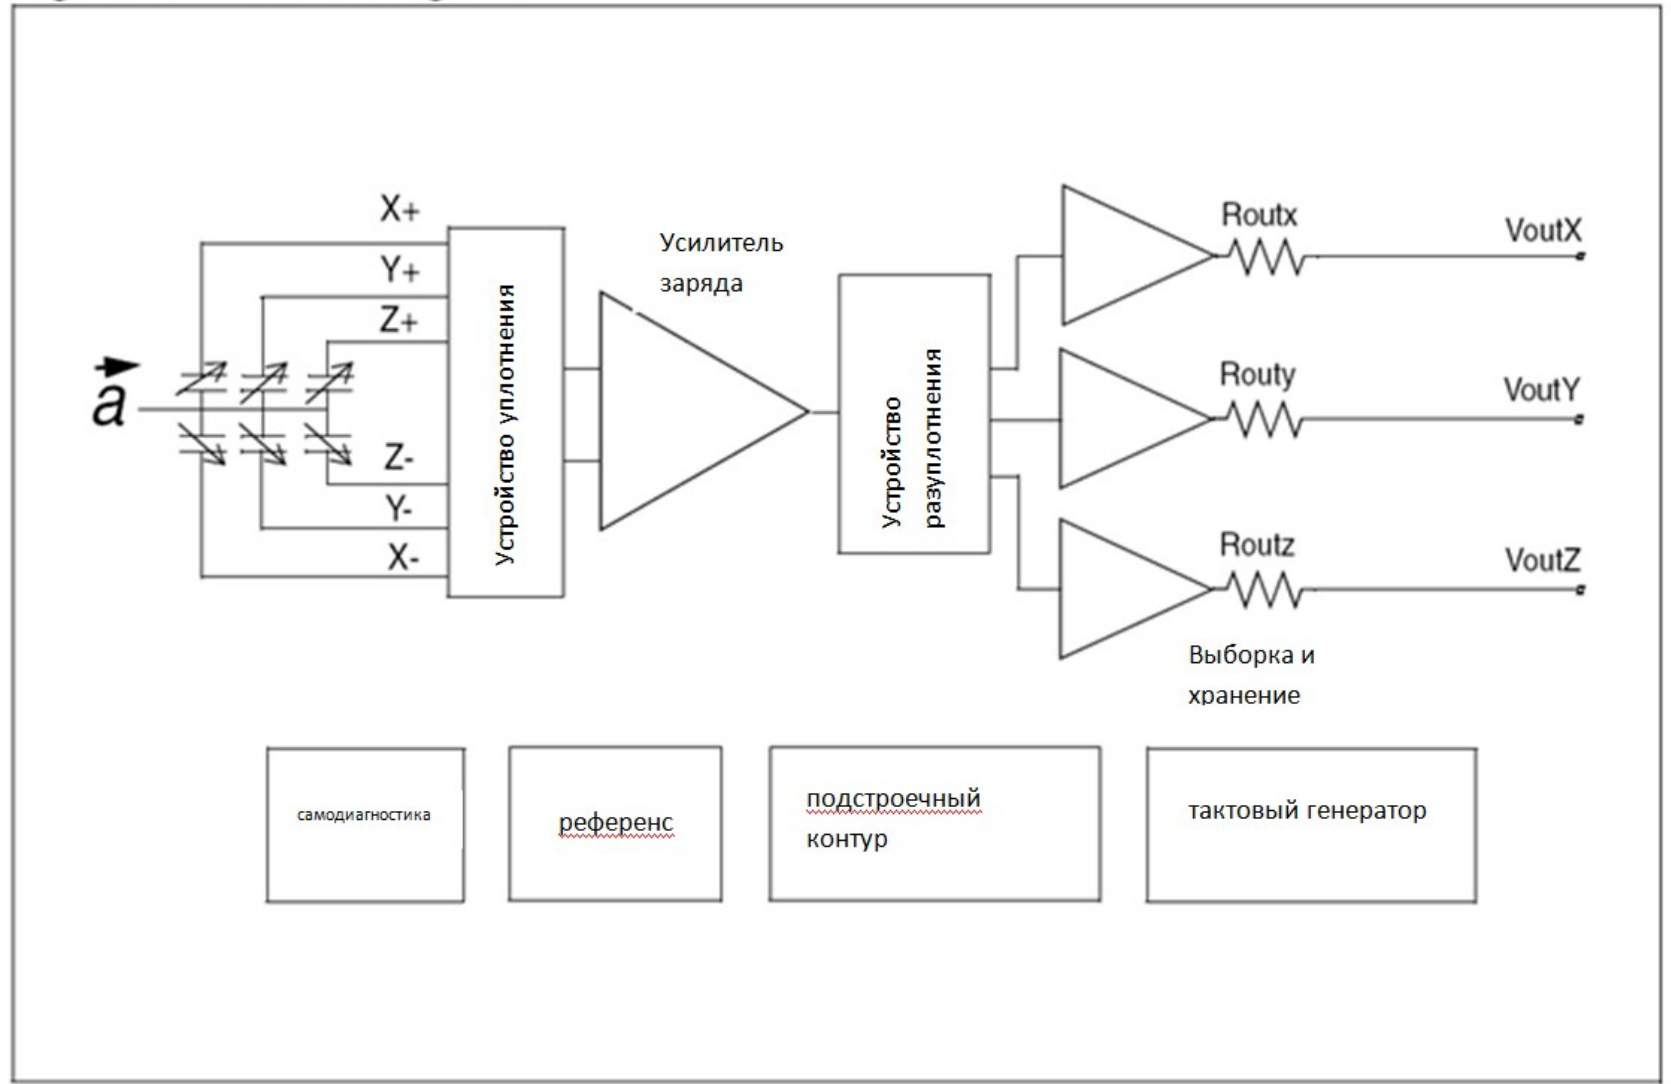 X+
Y+
Z+
a
Z-
Y-
X-
Устройство уплотнения
Усилитель
заряда
Устройство
разуплотнения
Routx
VoutX
Routy
VoutY
Routz
VoutZ
Выборка и
хранение
самодиагностика
референс
подстроечный
контур
тактовый генератор